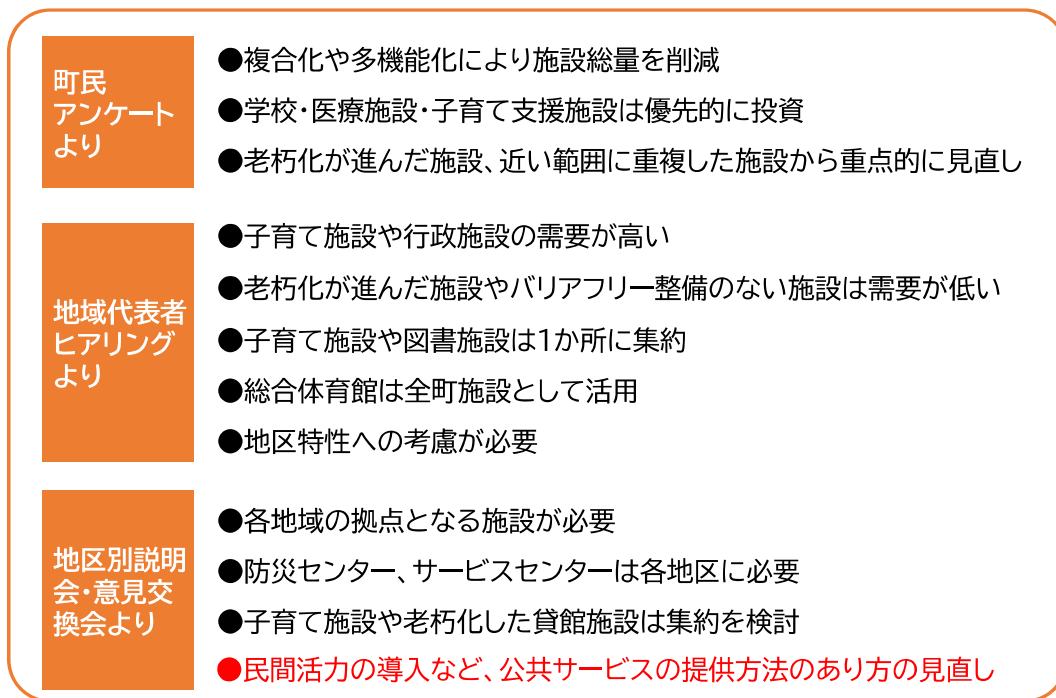 町民
アンケート
より
●複合化や多機能化により施設総量を削減
●学校・医療施設・子育て支援施設は優先的に投資
●老朽化が進んだ施設、近い範囲に重複した施設から重点的に見直し
地域代表者
ヒアリング
より
●子育て施設や行政施設の需要が高い
●老朽化が進んだ施設やバリアフリー整備のない施設は需要が低い
●子育て施設や図書施設は1か所に集約
●総合体育館は全町施設として活用
●地区特性への考慮が必要
地区別説明
会・意見交
換会より
●各地域の拠点となる施設が必要
●防災センター、サービスセンターは各地区に必要
●子育て施設や老朽化した貸館施設は集約を検討
●民間活力の導入など、公共サービスの提供方法のあり方の見直し